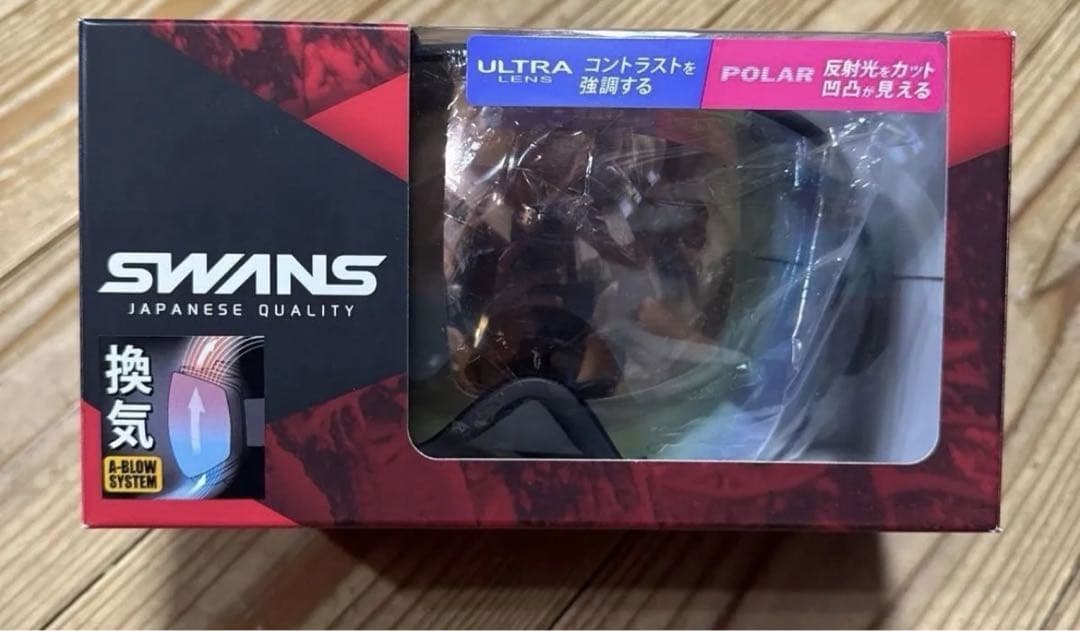 ULTRA
LENS
コントラストを
強調する
POLAR
反射光をカット
凹凸が見える
SWANS
JAPANESE QUALITY
換
気
A-BLOW
SYSTEM